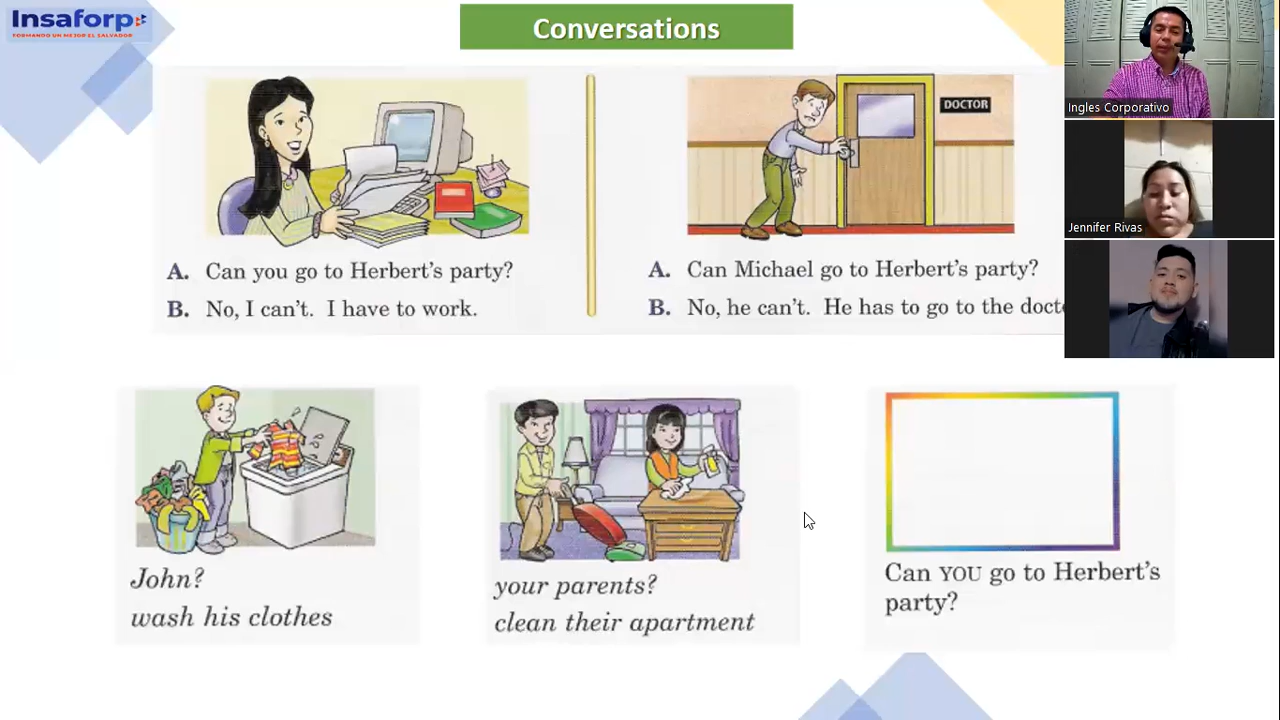 Insaforp
FORMANDO UN MEJOR EL SALVADOR
Conversations
DOCTOR
A. Can you go to Herbert's party?
B. No, I can't. I have to work.
A. Can Michael go to Herbert's party?
B. No, he can't. He has to go to the
John?
wash his clothes
your parents?
clean their apartment
Can YOU go to Herbert's
party?
Ingles Corporativo
Jennifer Rivas